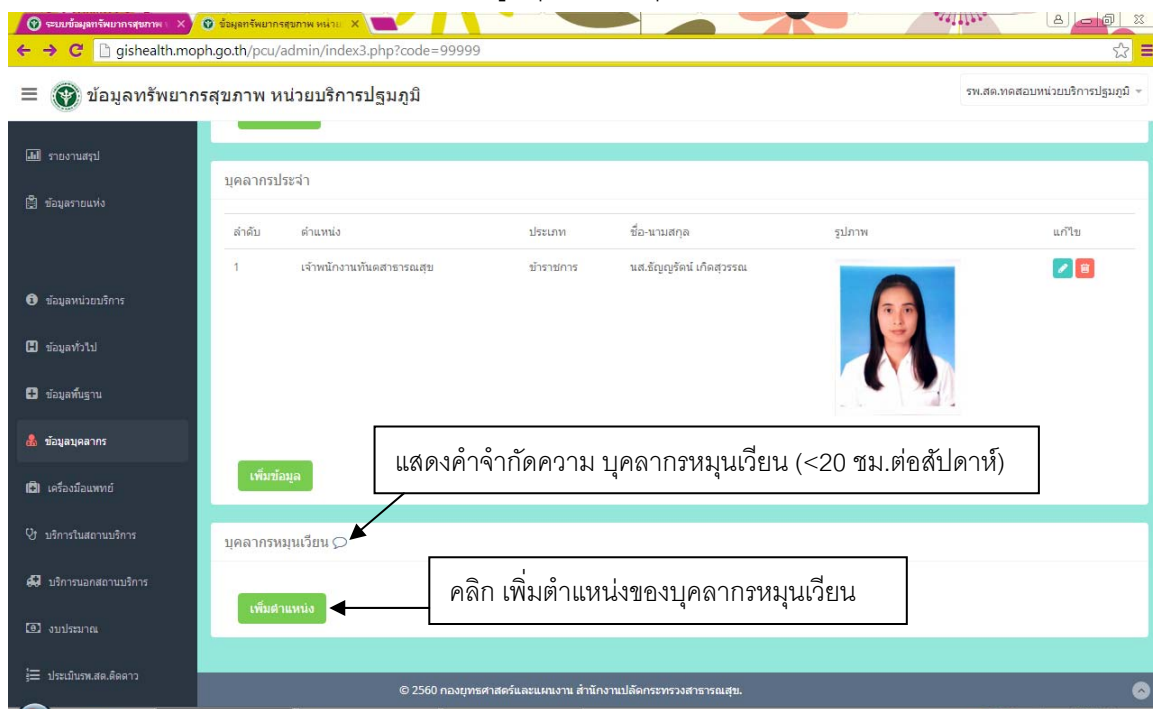 ระบบข้อมูลทรัพยากรสุขภาพ
ข้อมูลทรัพยากรสุขภาพ หน่วย
gishealth.moph.go.th/pcu/admin/index3.php?code=99999
ข้อมูลทรัพยากรสุขภาพ หน่วยบริการปฐมภูมิ
รพ.สต.ทดสอบหน่วยบริการปฐมภูมิ
รายงานสรุป
ข้อมูลรายแห่ง
ข้อมูลหน่วยบริการ
ข้อมูลทั่วไป
ข้อมูลพื้นฐาน
ข้อมูลบุคลากร
เครื่องมือแพทย์
บริการในสถานบริการ
บริการนอกสถานบริการ
งบประมาณ
ประเมินรพ.สต.ติดดาว
บุคลากรประจำ
ลำดับ ตำแหน่ง ประเภท ชื่อ-นามสกุล รูปภาพ แก้ไข
1 เจ้าพนักงานทันตสาธารณสุข ข้าราชการ นส.ธัญญรัตน์ เกิดสุวรรณ
เพิ่มข้อมูล
แสดงคำจำกัดความ บุคลากรหมุนเวียน (<20 ชม.ต่อสัปดาห์)
บุคลากรหมุนเวียน
เพิ่มตำแหน่ง
คลิก เพิ่มตำแหน่งของบุคลากรหมุนเวียน
© 2560 กองยุทธศาสตร์และแผนงาน สำนักงานปลัดกระทรวงสาธารณสุข.